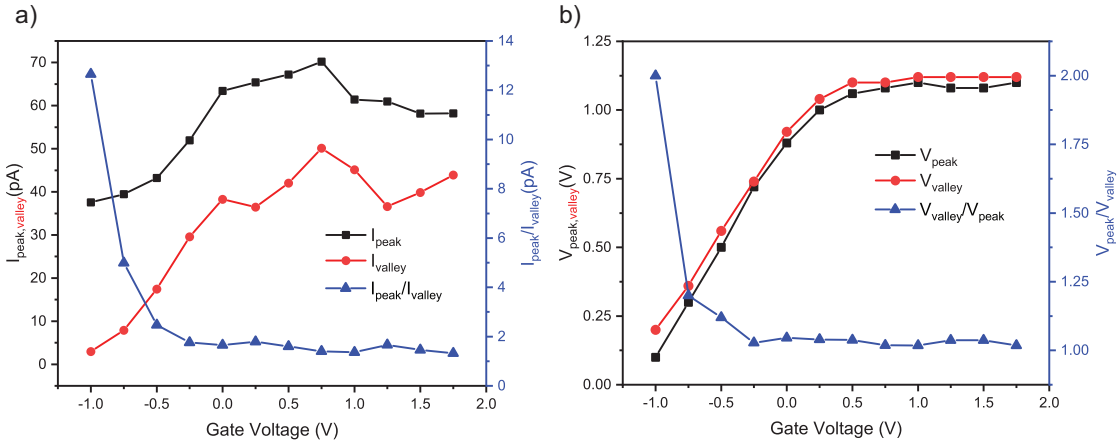 a)
70
60
50
40
30
20
10
0
I_peak,valley(pA)
14
12
10
8
6
4
2
0
I_peak/I_valley(pA)
I_peak
I_valley
I_peak/I_valley
-1.0 -0.5 0.0 0.5 1.0 1.5 2.0
Gate Voltage (V)
b)
1.25
1.00
0.75
0.50
0.25
0.00
V_peak,valley(V)
2.00
1.75
1.50
1.25
1.00
V_peak/V_valley
V_peak
V_valley
V_valley/V_peak
-1.0 -0.5 0.0 0.5 1.0 1.5 2.0
Gate Voltage (V)